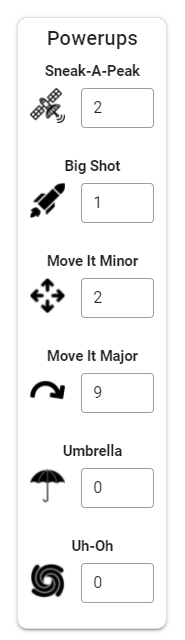 Powerups
Sneak-A-Peak
2
Big Shot
1
Move It Minor
2
Move It Major
9
Umbrella
0
Uh-Oh
0